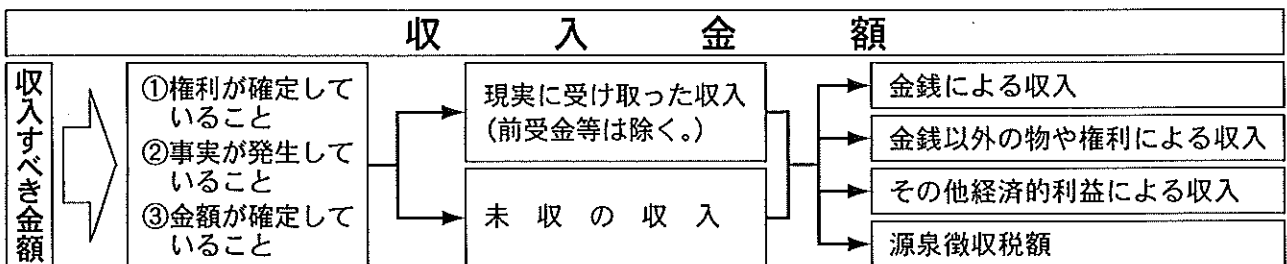 収入金額
収入すべき金額
①権利が確定して
いること
②事実が発生して
いること
③金額が確定して
いること
現実に受け取った収入
(前受金等は除く。)
未収の収入
金銭による収入
金銭以外の物や権利による収入
その他経済的利益による収入
源泉徴収税額